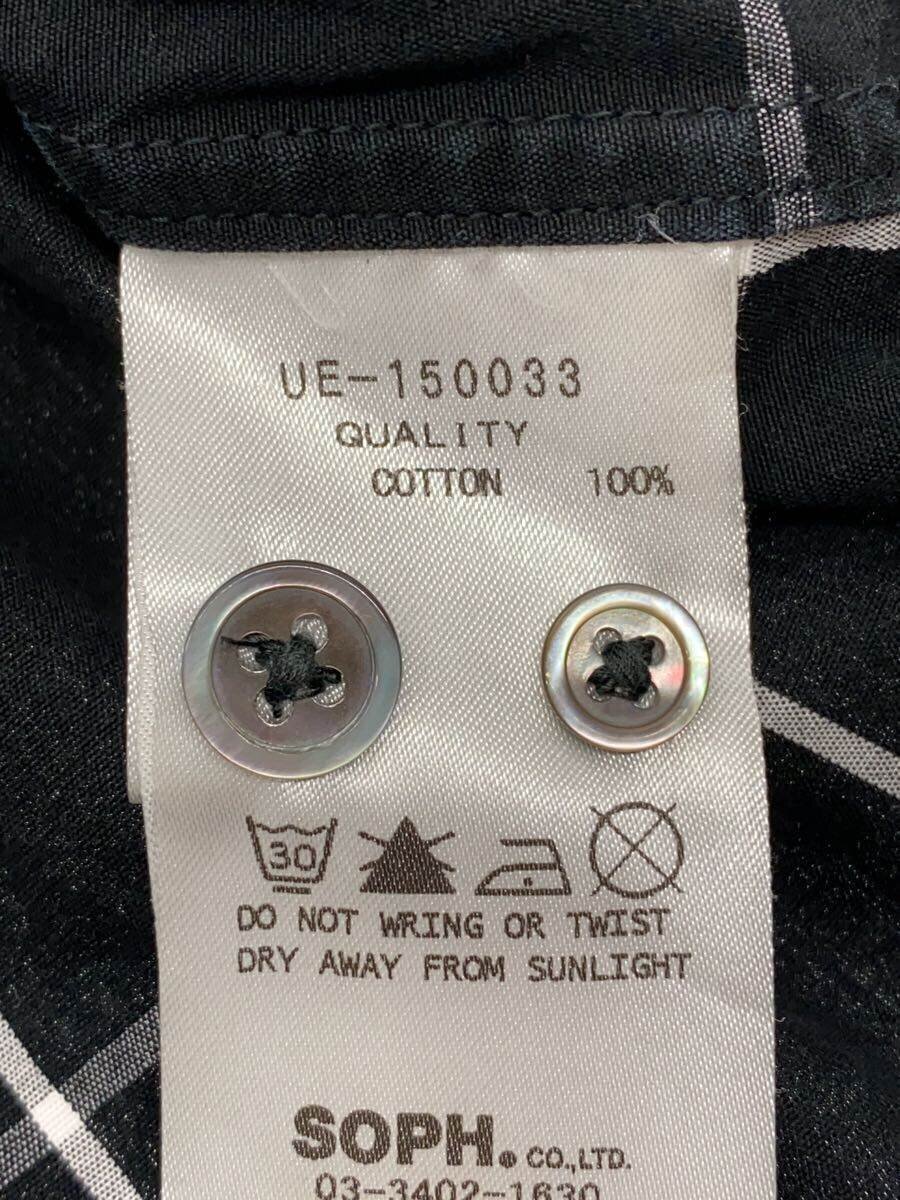 UE-150033
QUALITY
COTTON 100%
30
DO NOT WRING OR TWIST
DRY AWAY FROM SUNLIGHT
SOPH. CO.,LTD.
03-3402-1630